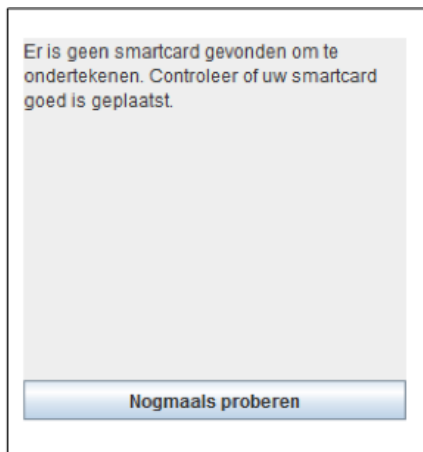 Er is geen smartcard gevonden om te
ondertekenen. Controleer of uw smartcard
goed is geplaatst.
Nogmaals proberen